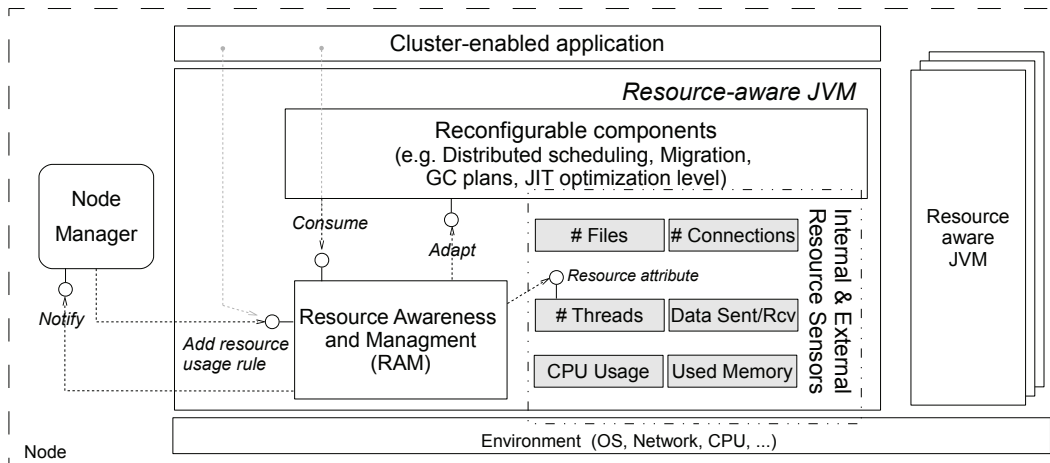 Cluster-enabled application
Resource-aware JVM
Reconfigurable components
(e.g. Distributed scheduling, Migration,
GC plans, JIT optimization level)
Node
Manager
Consume
Adapt
Notify
Add resource
usage rule
Resource Awareness
and Managment
(RAM)
Resource attribute
# Files
# Connections
# Threads
Data Sent/Rcv
CPU Usage
Used Memory
Internal & External
Resource Sensors
Resource
aware
JVM
Environment (OS, Network, CPU, ...)
Node